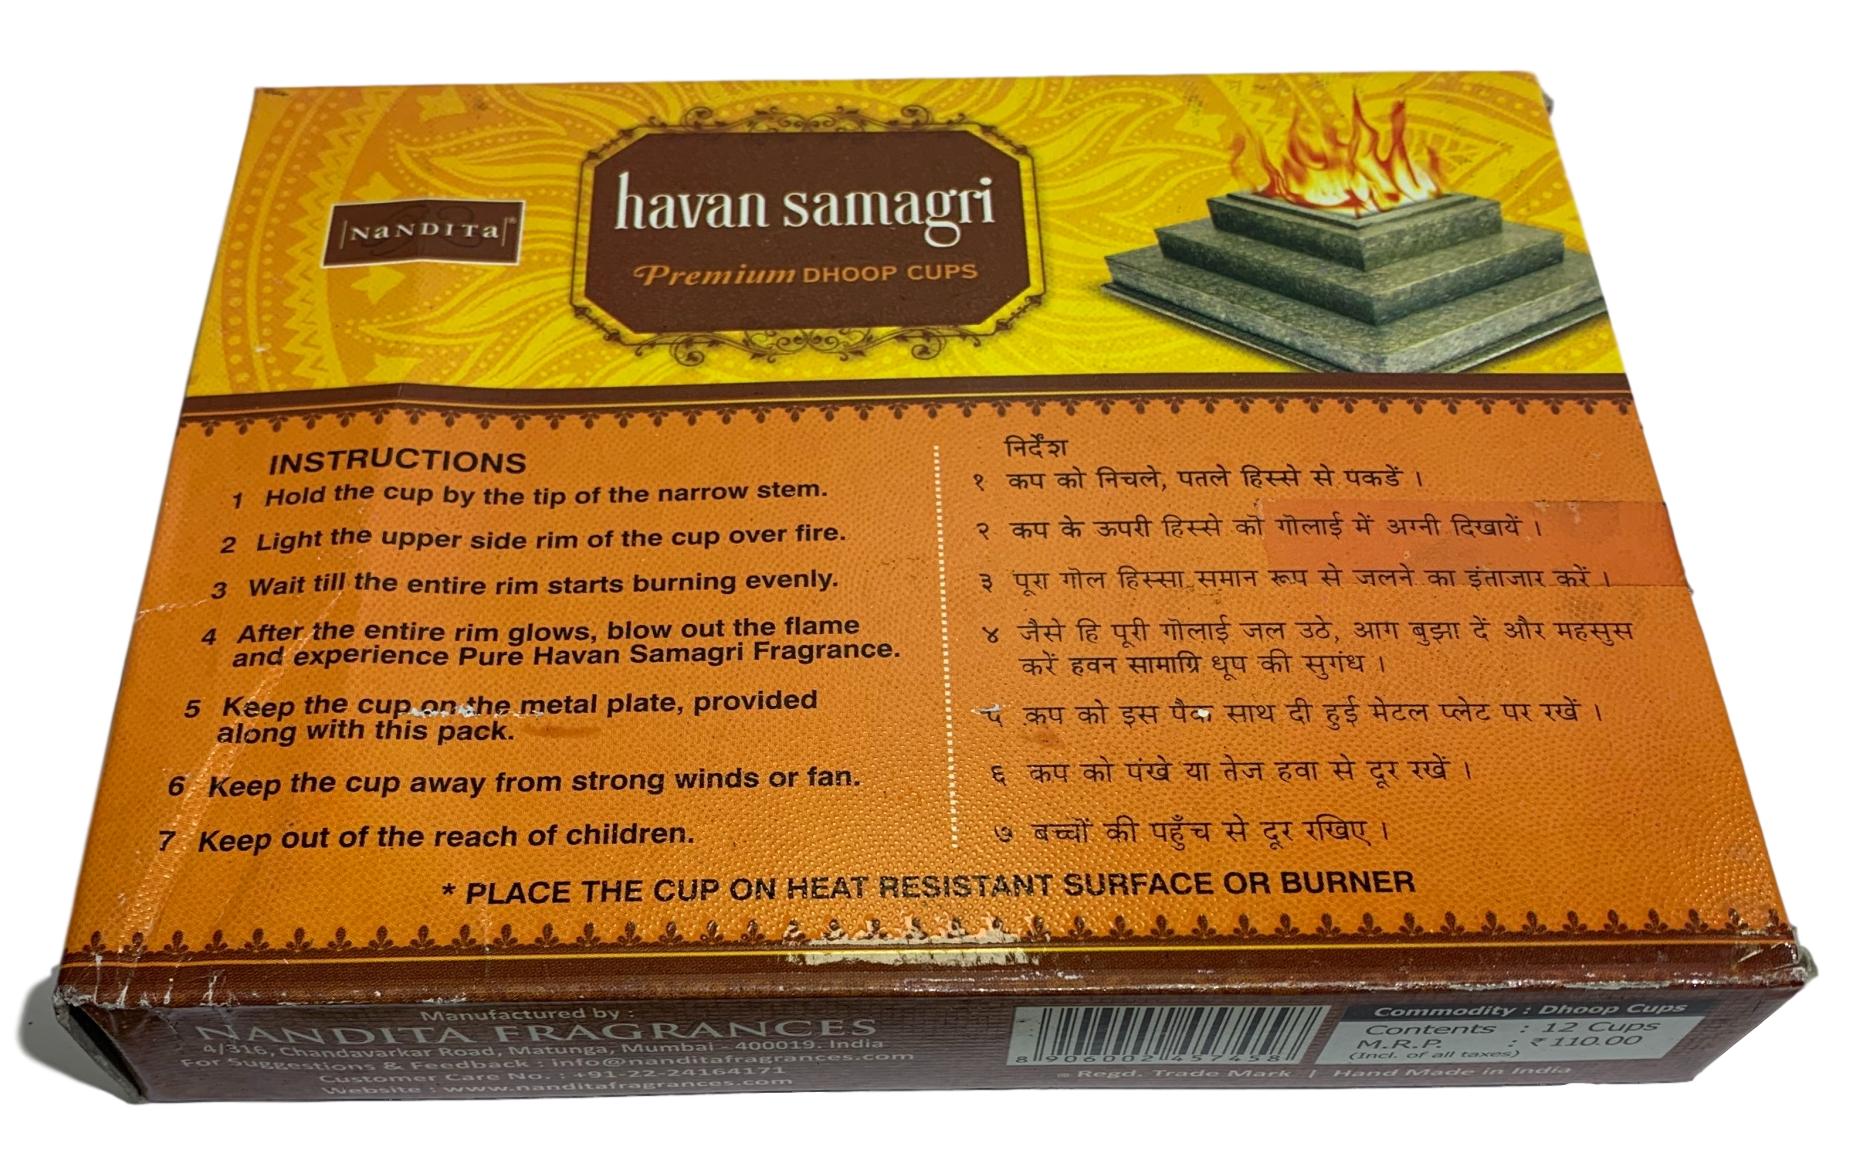 NANDITA®
havan samagri
Premium DHOOP CUPS
INSTRUCTIONS
1 Hold the cup by the tip of the narrow stem.
2 Light the upper side rim of the cup over fire.
3 Wait till the entire rim starts burning evenly.
4 After the entire rim glows, blow out the flame
and experience Pure Havan Samagri Fragrance.
5 Keep the cup on the metal plate, provided
along with this pack.
6 Keep the cup away from strong winds or fan.
7 Keep out of the reach of children.
निर्देंश
१ कप को निचले, पतले हिस्से से पकडें ।
२ कप के ऊपरी हिस्से को गोलाई में अग्नी दिखायें ।
३ पूरा गोल हिस्सा समान रूप से जलने का इंताजार करें ।
४ जैसे हि पूरी गोलाई जल उठे, आग बुझा दें और महसुस
करें हवन सामाग्रि धूप की सुगंध ।
५ कप को इस पैक साथ दी हुई मेटल प्लेट पर रखें ।
६ कप को पंखे या तेज हवा से दूर रखें ।
७ बच्चों की पहुँच से दूर रखिए ।
* PLACE THE CUP ON HEAT RESISTANT SURFACE OR BURNER
Manufactured by :
NANDITA FRAGRANCES
4/316, Chandavarkar Road, Matunga, Mumbai - 400019. India
For Suggestions & Feedback : info@nanditafragrances.com
Customer Care No. : +91-22-24164171
Website : www.nanditafragrances.com
8 906002 457458
Commodity : Dhoop Cups
Contents : 12 Cups
M.R.P. : ₹ 110.00
(Incl. of all taxes)
® Regd. Trade Mark | Hand Made in India